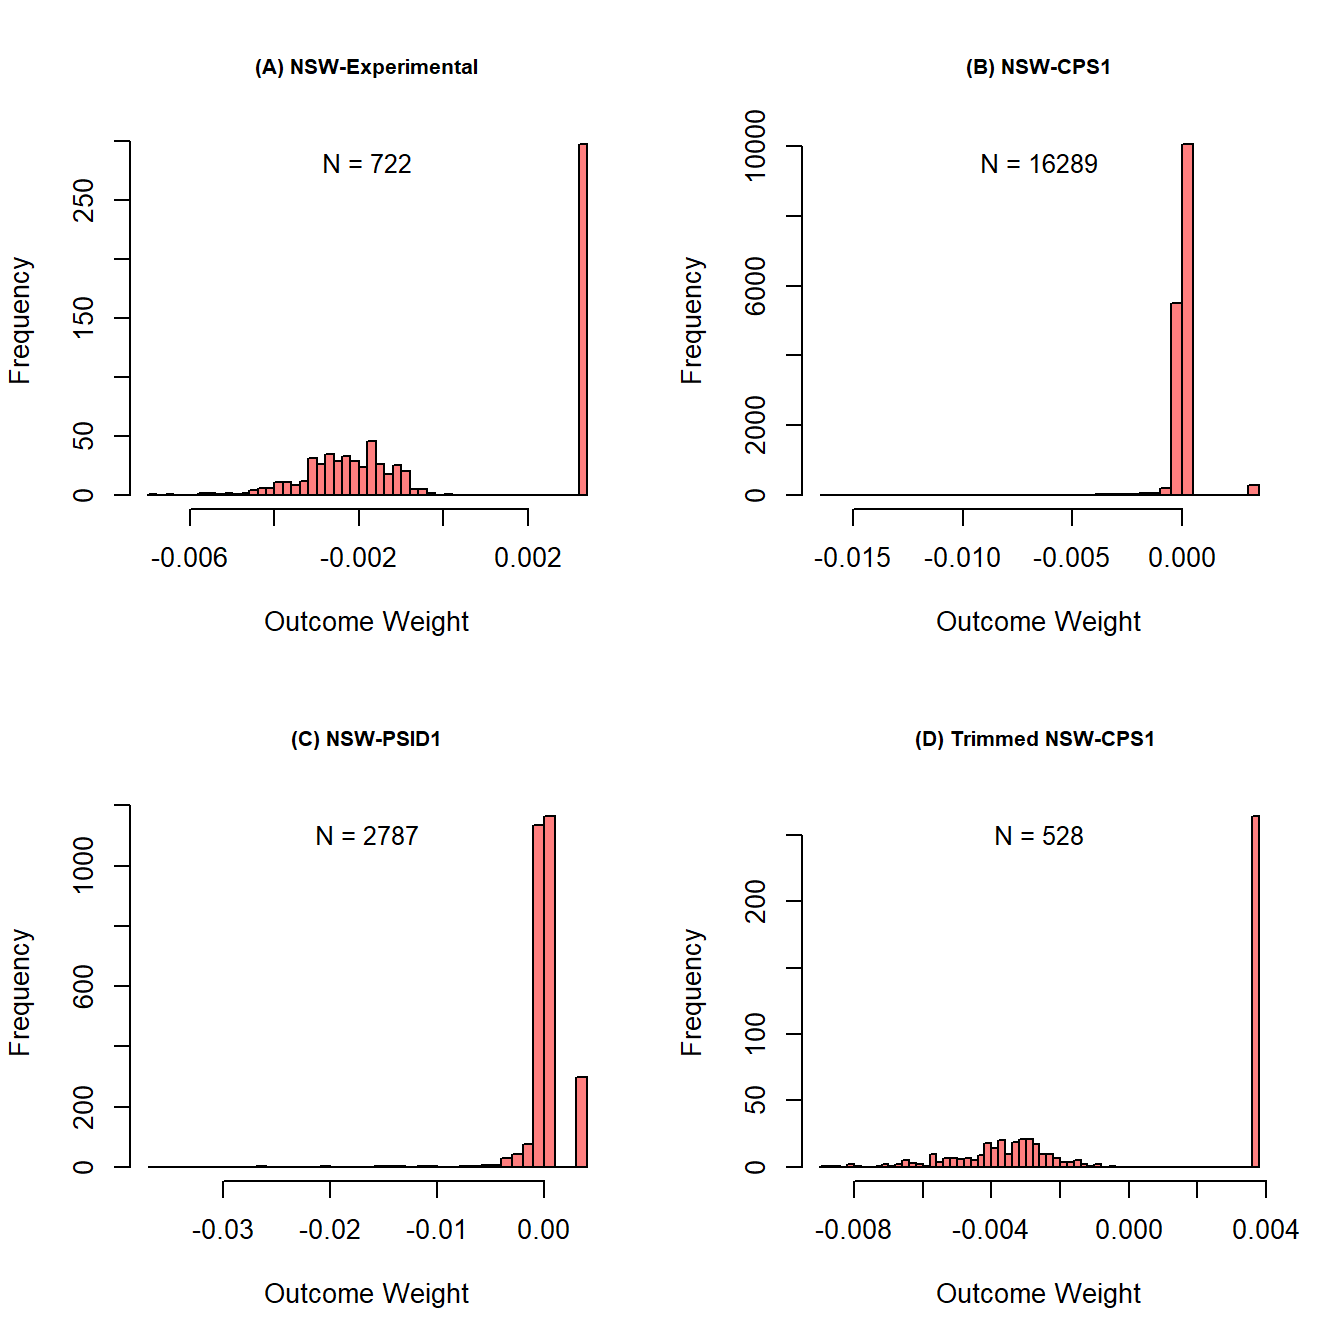 (A) NSW-Experimental
N = 722
Frequency
0
50
150
250
-0.006
-0.002
0.002
Outcome Weight
(B) NSW-CPS1
N = 16289
Frequency
0
2000
6000
10000
-0.015
-0.010
-0.005
0.000
Outcome Weight
(C) NSW-PSID1
N = 2787
Frequency
0
200
600
1000
-0.03
-0.02
-0.01
0.00
Outcome Weight
(D) Trimmed NSW-CPS1
N = 528
Frequency
0
50
100
200
-0.008
-0.004
0.000
0.004
Outcome Weight